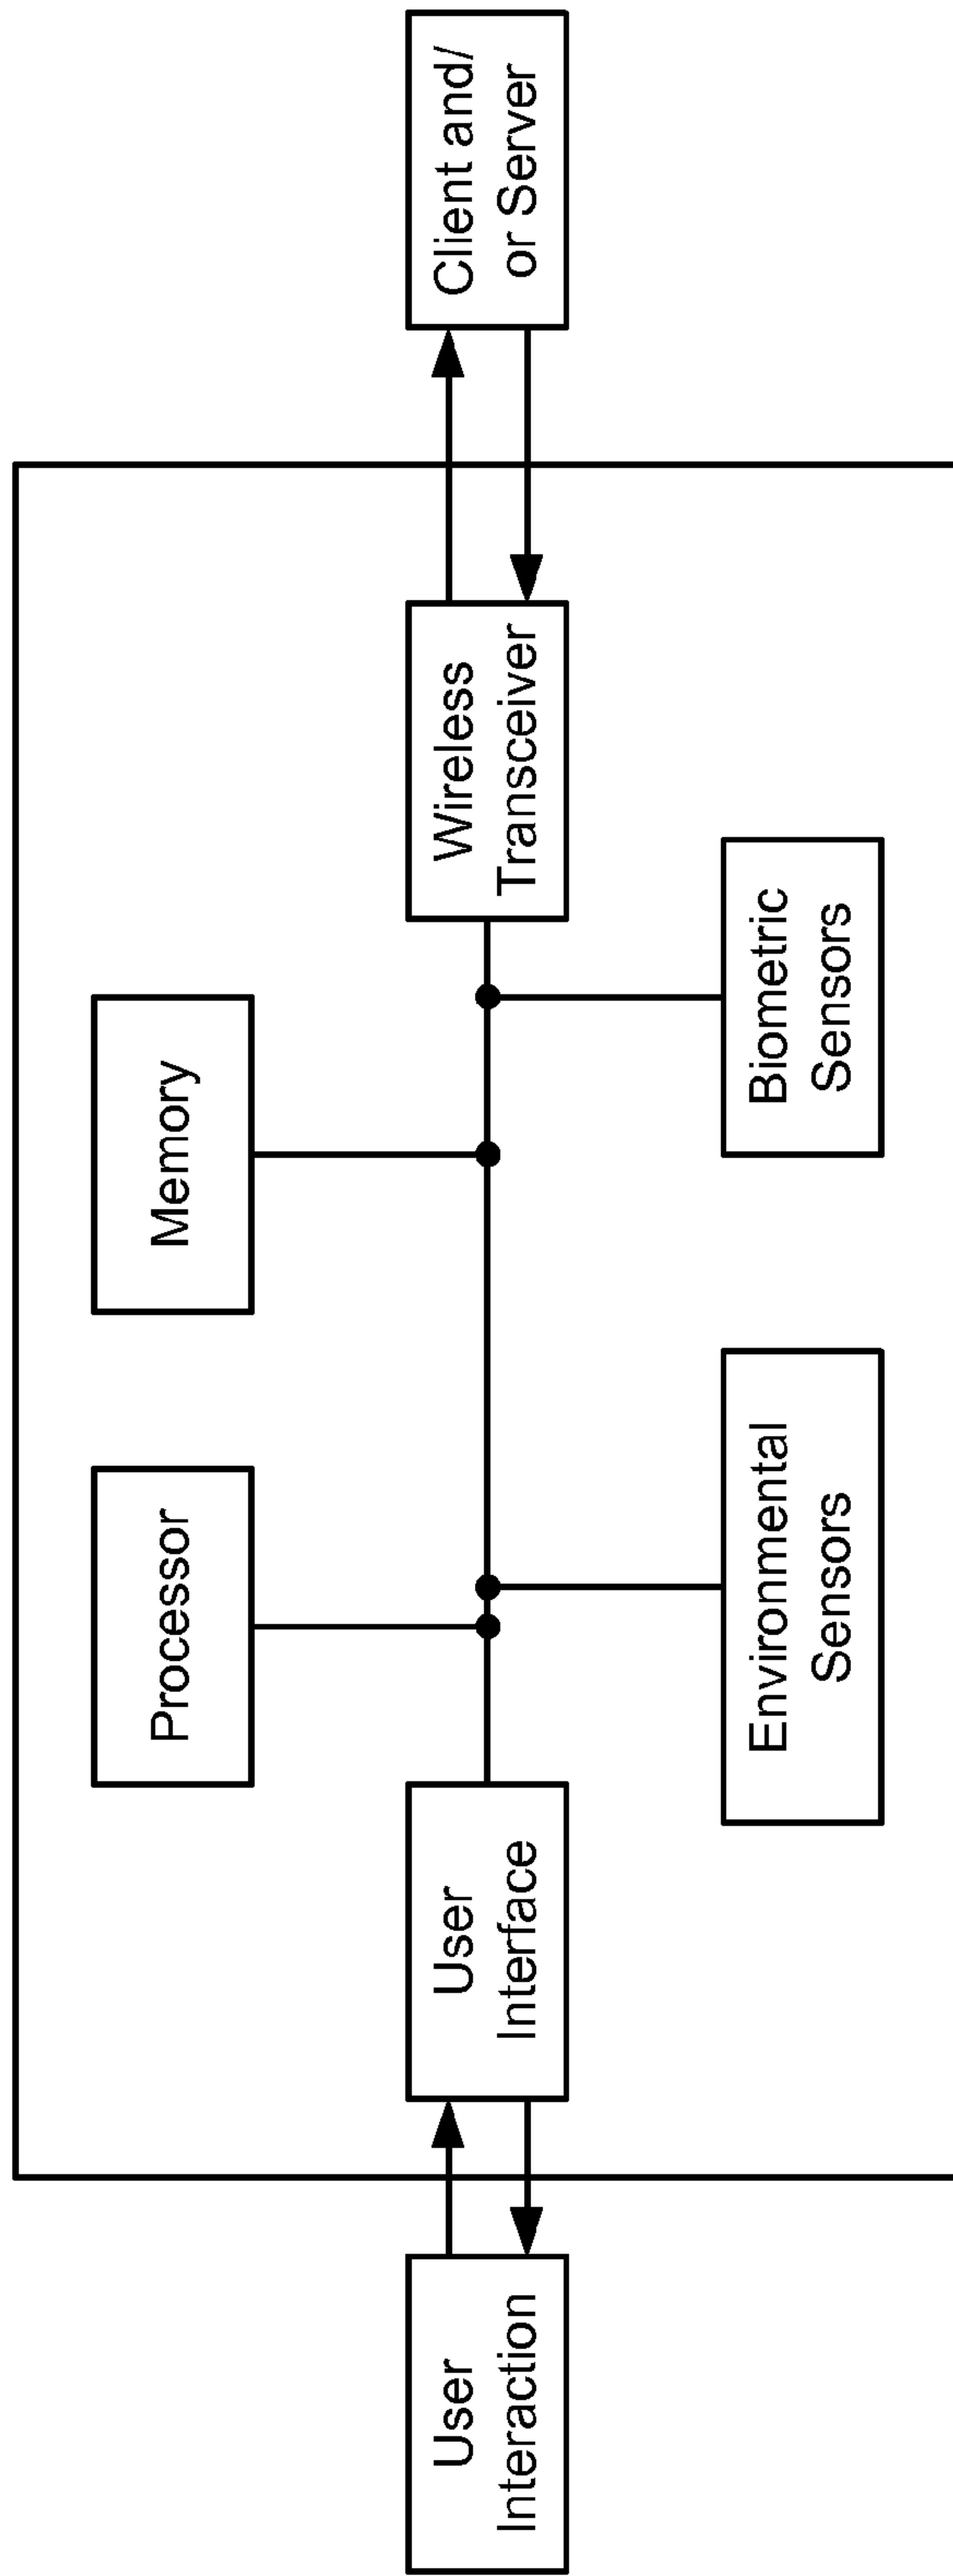 Processor
Memory
User
Interaction
User
Interface
Wireless
Transceiver
Client and/
or Server
Environmental
Sensors
Biometric
Sensors